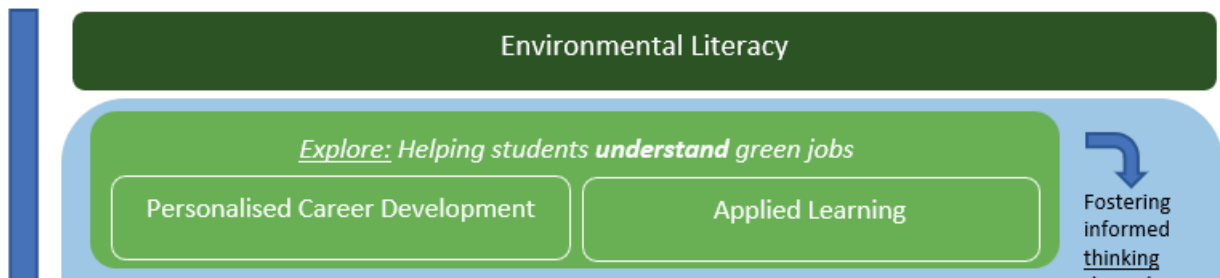 Environmental Literacy
Explore: Helping students understand green jobs
Personalised Career Development
Applied Learning
Fostering
informed
thinking